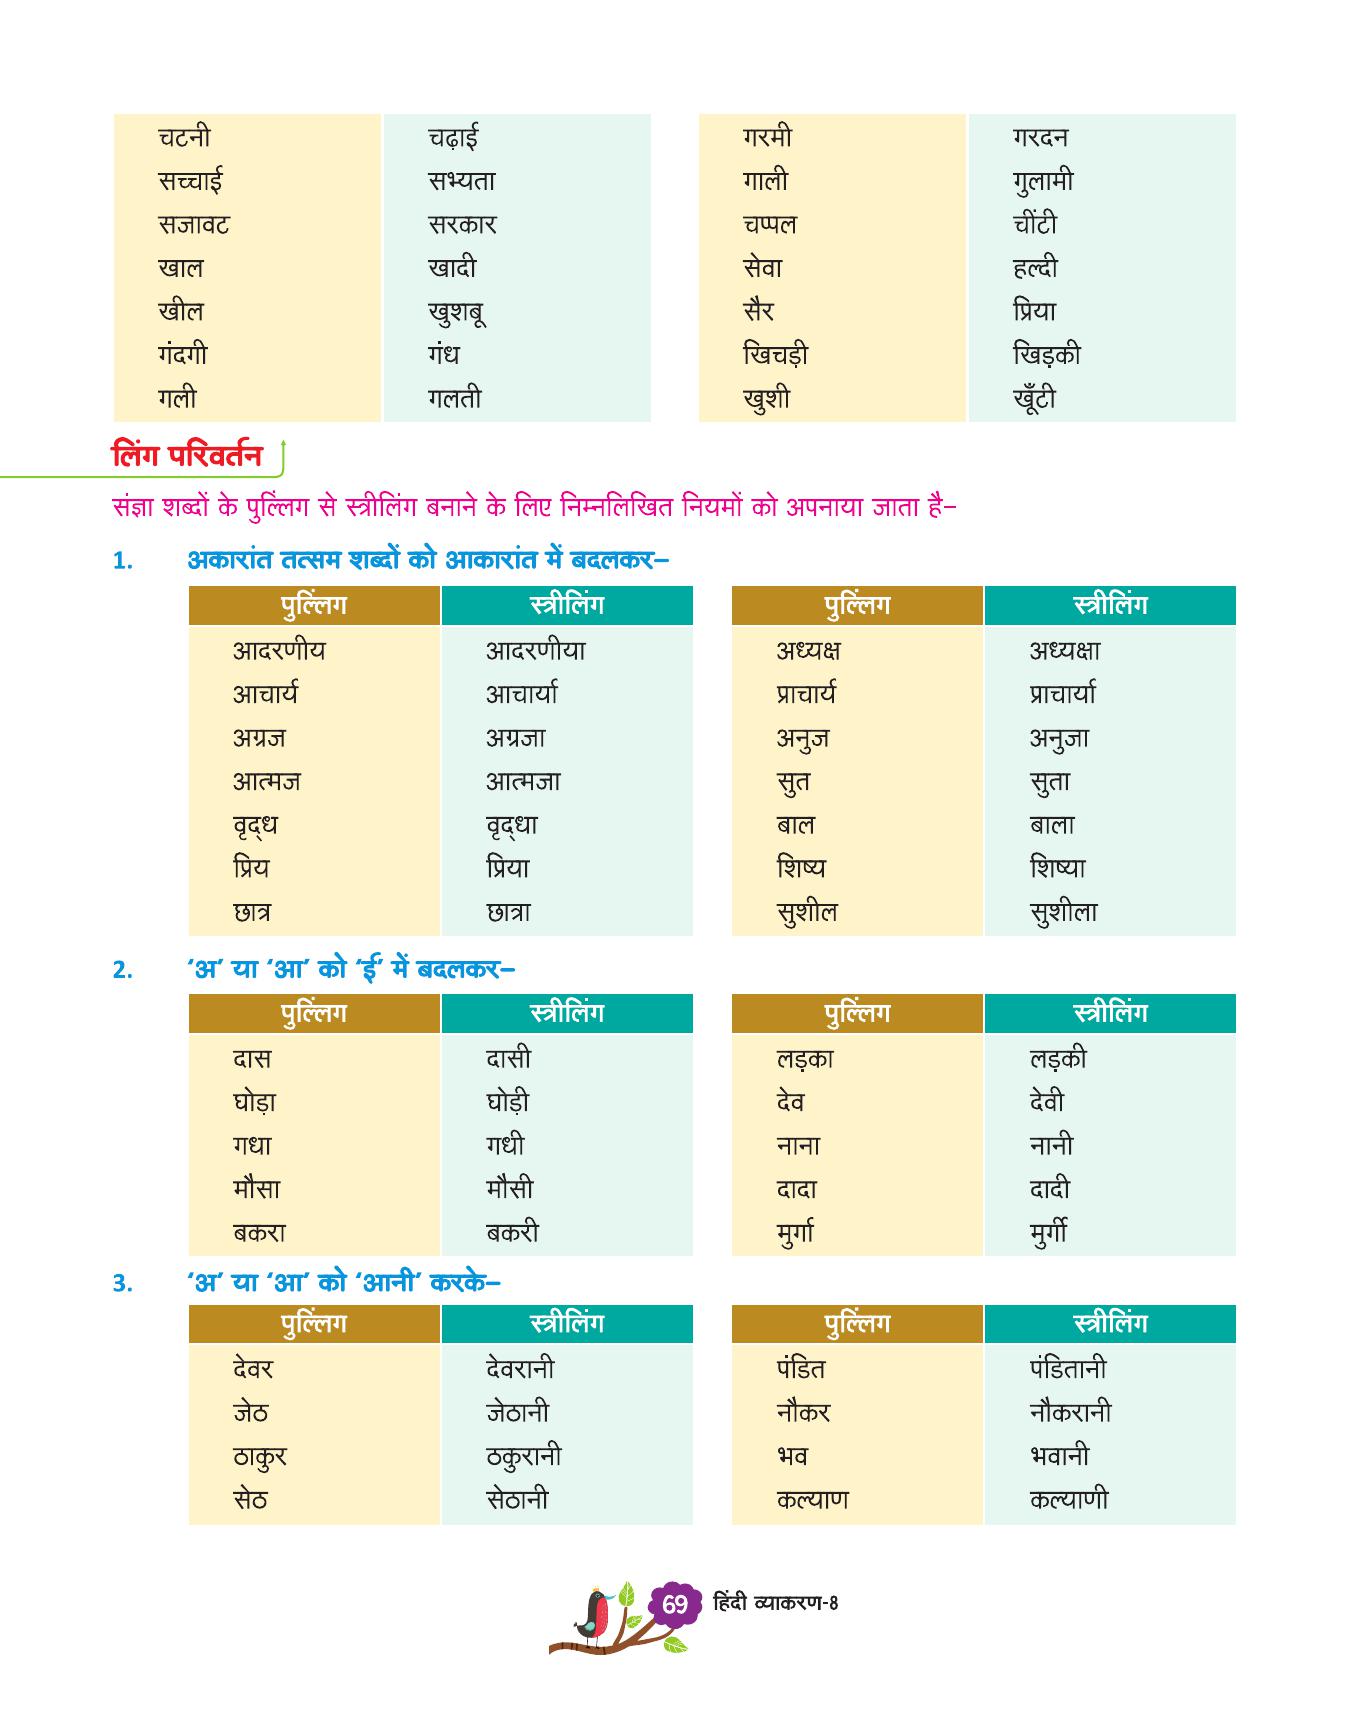 चटनी चढ़ाई गरमी गरदन
सच्चाई सभ्यता गाली गुलामी
सजावट सरकार चप्पल चींटी
खाल खादी सेवा हल्दी
खील खुशबू सैर प्रिया
गंदगी गंध खिचड़ी खिड़की
गली गलती खुशी खूँटी
लिंग परिवर्तन
संज्ञा शब्दों के पुल्लिंग से स्त्रीलिंग बनाने के लिए निम्नलिखित नियमों को अपनाया जाता है–
1. अकारांत तत्सम शब्दों को आकारांत में बदलकर–
पुल्लिंग स्त्रीलिंग पुल्लिंग स्त्रीलिंग
आदरणीय आदरणीया अध्यक्ष अध्यक्षा
आचार्य आचार्या प्राचार्य प्राचार्या
अग्रज अग्रजा अनुज अनुजा
आत्मज आत्मजा सुत सुता
वृद्ध वृद्धा बाल बाला
प्रिय प्रिया शिष्य शिष्या
छात्र छात्रा सुशील सुशीला
2. ‘अ’ या ‘आ’ को ‘ई’ में बदलकर–
पुल्लिंग स्त्रीलिंग पुल्लिंग स्त्रीलिंग
दास दासी लड़का लड़की
घोड़ा घोड़ी देव देवी
गधा गधी नाना नानी
मौसा मौसी दादा दादी
बकरा बकरी मुर्गा मुर्गी
3. ‘अ’ या ‘आ’ को ‘आनी’ करके–
पुल्लिंग स्त्रीलिंग पुल्लिंग स्त्रीलिंग
देवर देवरानी पंडित पंडितानी
जेठ जेठानी नौकर नौकरानी
ठाकुर ठकुरानी भव भवानी
सेठ सेठानी कल्याण कल्याणी
69 हिंदी व्याकरण-8